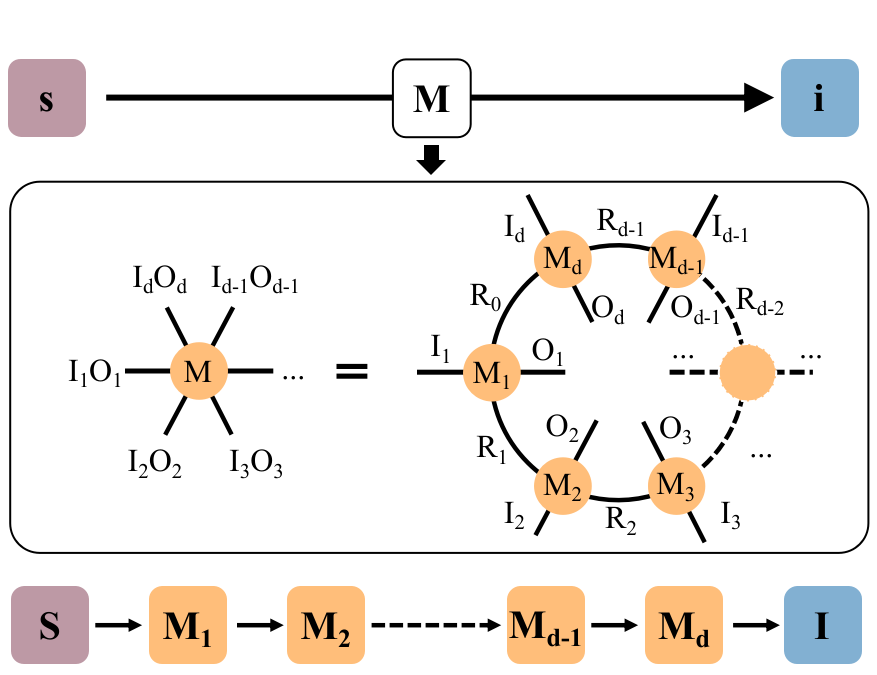 s M i
I_d R_{d-1} I_{d-1}
M_d M_{d-1}
I_dO_d I_{d-1}O_{d-1} R_0 O_d O_{d-1} R_{d-2}
I_1 O_1 ... ...
I_1O_1 M ... = M_1
O_2 O_3
R_1 ...
I_2O_2 I_3O_3 M_2 M_3
I_2 R_2 I_3
S M_1 M_2 M_{d-1} M_d I